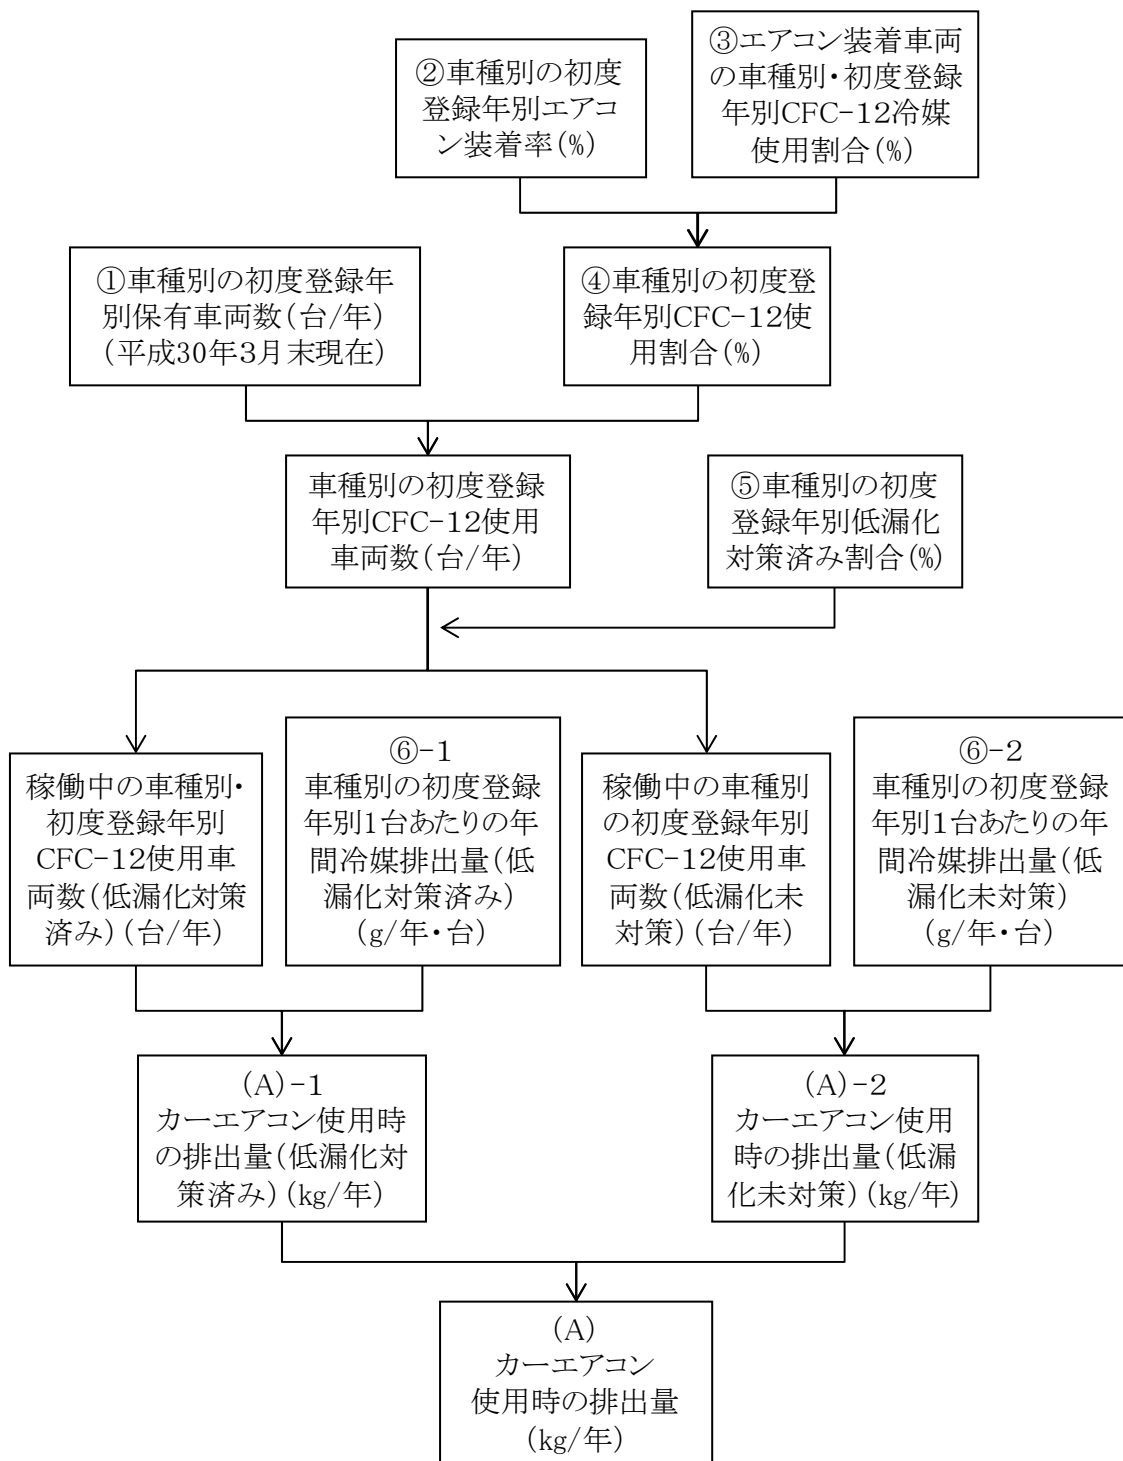 ②車種別の初度
登録年別エアコ
ン装着率(%)
③エアコン装着車両
の車種別・初度登録
年別CFC-12冷媒
使用割合(%)
①車種別の初度登録年
別保有車両数(台/年)
(平成30年3月末現在)
④車種別の初度登
録年別CFC-12使
用割合(%)
車種別の初度登録
年別CFC-12使用
車両数(台/年)
⑤車種別の初度
登録年別低漏化
対策済み割合(%)
稼働中の車種別・
初度登録年別
CFC-12使用車
両数(低漏化対策
済み)(台/年)
⑥-1
車種別の初度登録
年別1台あたりの年
間冷媒排出量(低
漏化対策済み)
(g/年・台)
稼働中の車種別
の初度登録年別
CFC-12使用車
両数(低漏化未
対策)(台/年)
⑥-2
車種別の初度登録
年別1台あたりの年
間冷媒排出量(低
漏化未対策)
(g/年・台)
(A)-1
カーエアコン使用時
の排出量(低漏化対
策済み)(kg/年)
(A)-2
カーエアコン使用
時の排出量(低漏
化未対策)(kg/年)
(A)
カーエアコン
使用時の排出量
(kg/年)